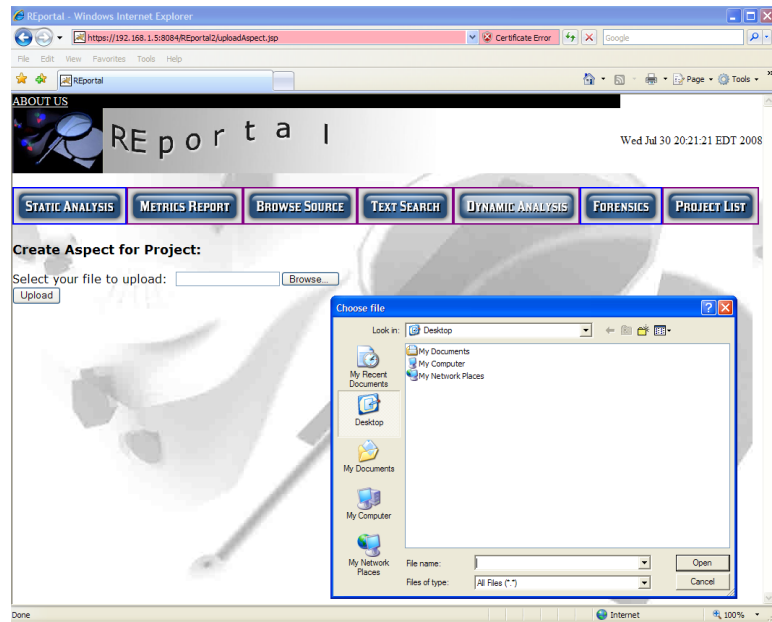 REportal - Windows Internet Explorer
https://192.168.1.5:8084/REportal2/uploadAspect.jsp
Certificate Error
Google
File Edit View Favorites Tools Help
REportal
Page Tools
ABOUT US
REportal
Wed Jul 30 20:21:21 EDT 2008
STATIC ANALYSIS METRICS REPORT BROWSE SOURCE TEXT SEARCH DYNAMIC ANALYSIS FORENSICS PROJECT LIST
Create Aspect for Project:
Select your file to upload: Browse...
Upload
Choose file
Look in: Desktop
My Documents
My Computer
My Network Places
My Recent Documents
Desktop
My Documents
My Computer
My Network Places
File name: Open
Files of type: All Files (*.*) Cancel
Done Internet 100%